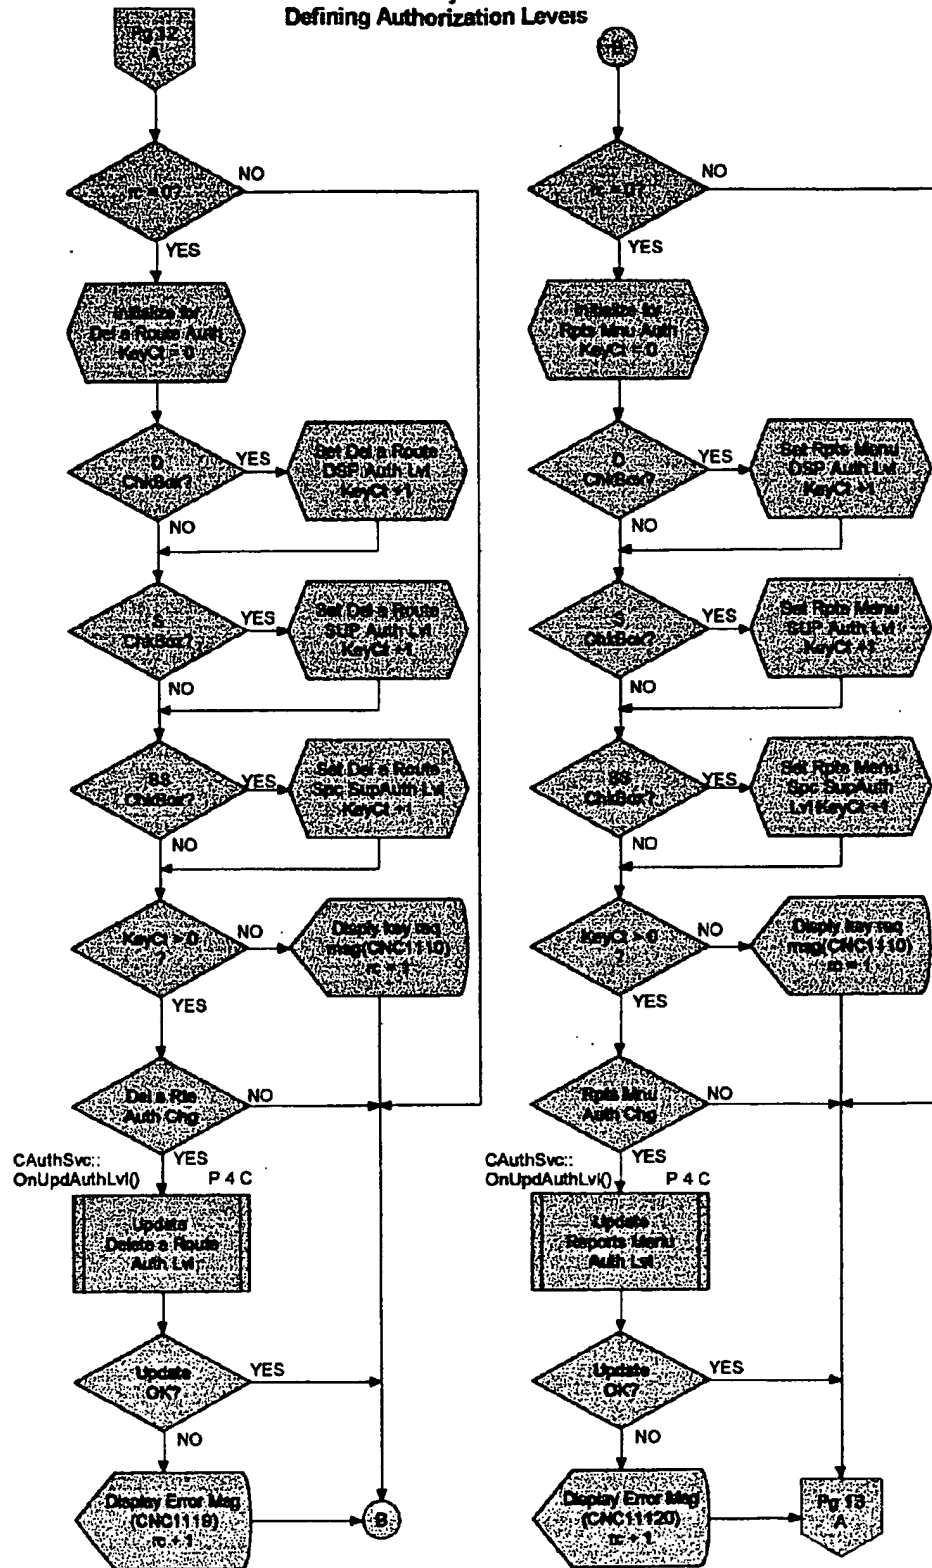 Defining Authorization Levels
Pg 12
A
rc = 0?
NO
YES
Initialize for
Del a Route Auth
KeyCt = 0
D
ChkBox?
YES
Set Del a Route
DSP Auth Lvl
KeyCt +1
NO
S
ChkBox?
YES
Set Del a Route
SUP Auth Lvl
KeyCt +1
NO
SS
ChkBox?
YES
Set Del a Route
Spc SupAuth Lvl
KeyCt +1
NO
KeyCt > 0
?
NO
Disply key req
msg(CNC1110)
rc = 1
YES
Del a Rte
Auth Chg
NO
YES
CAuthSvc::
OnUpdAuthLvl()
P 4 C
Update
Delete a Route
Auth Lvl
Update
OK?
YES
NO
Display Error Msg
(CNC1119)
rc + 1
B
B
rc = 0?
NO
YES
Initialize for
Rpts Mnu Auth
KeyCt = 0
D
ChkBox?
YES
Set Rpts Menu
DSP Auth Lvl
KeyCt +1
NO
S
ChkBox?
YES
Set Rpts Menu
SUP Auth Lvl
KeyCt +1
NO
SS
ChkBox?
YES
Set Rpts Menu
Spc SupAuth
Lvl KeyCt +1
NO
KeyCt > 0
?
NO
Disply key req
msg(CNC1110)
rc = 1
YES
Rpts Mnu
Auth Chg
NO
YES
CAuthSvc::
OnUpdAuthLvl()
P 4 C
Update
Reports Menu
Auth Lvl
Update
OK?
YES
NO
Display Error Msg
(CNC11120)
rc + 1
Pg 13
A